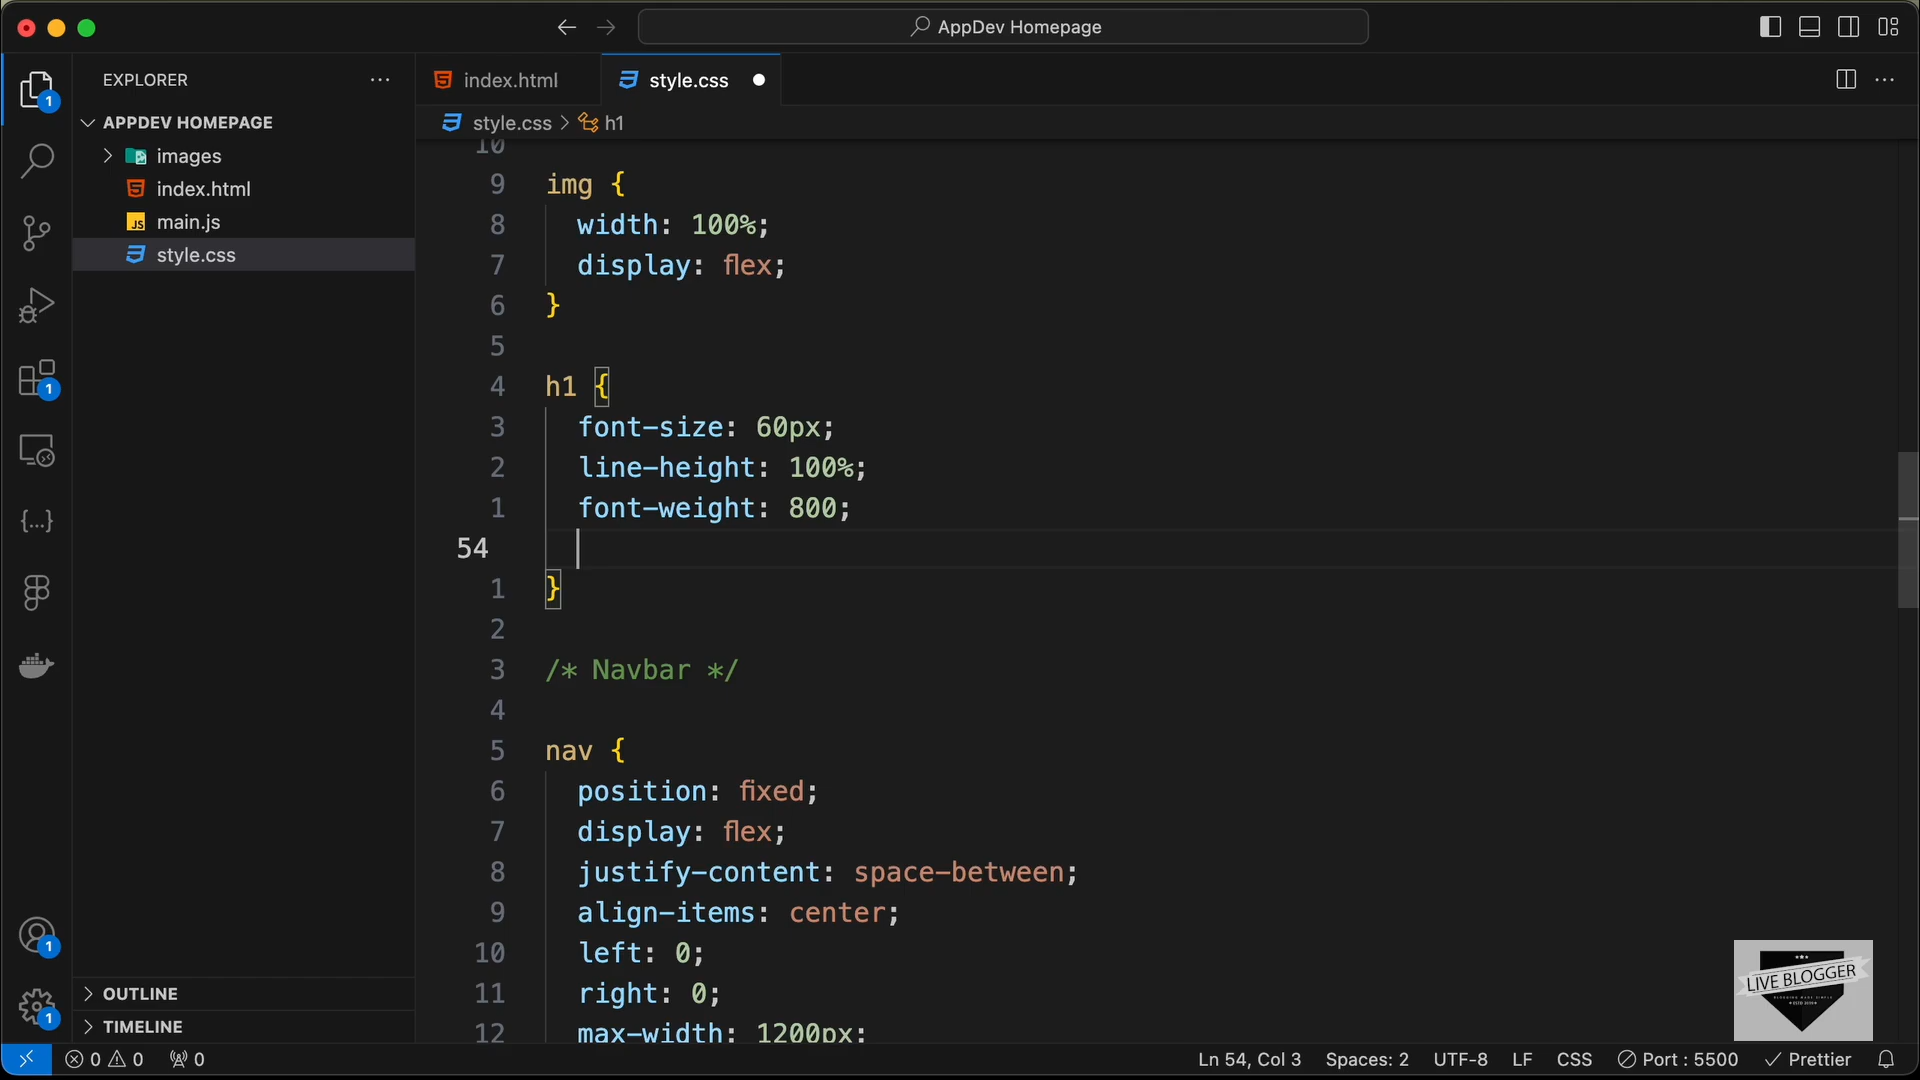 AppDev Homepage
EXPLORER
APPDEV HOMEPAGE
images
index.html
main.js
style.css
OUTLINE
TIMELINE
index.html
style.css
style.css > h1
10
9 img {
8 width: 100%;
7 display: flex;
6 }
5
4 h1 {
3 font-size: 60px;
2 line-height: 100%;
1 font-weight: 800;
54
1 }
2
3 /* Navbar */
4
5 nav {
6 position: fixed;
7 display: flex;
8 justify-content: space-between;
9 align-items: center;
10 left: 0;
11 right: 0;
12 max-width: 1200px;
1
1
1
1
LIVE BLOGGER
0 0 0
Ln 54, Col 3 Spaces: 2 UTF-8 LF CSS Port : 5500 Prettier